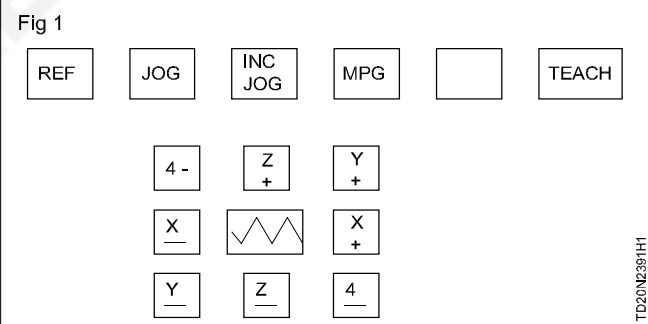 Fig 1
REF JOG INC JOG MPG TEACH
4 - Z + Y +
X _ X +
Y _ Z _ 4 _
TD20N2391H1